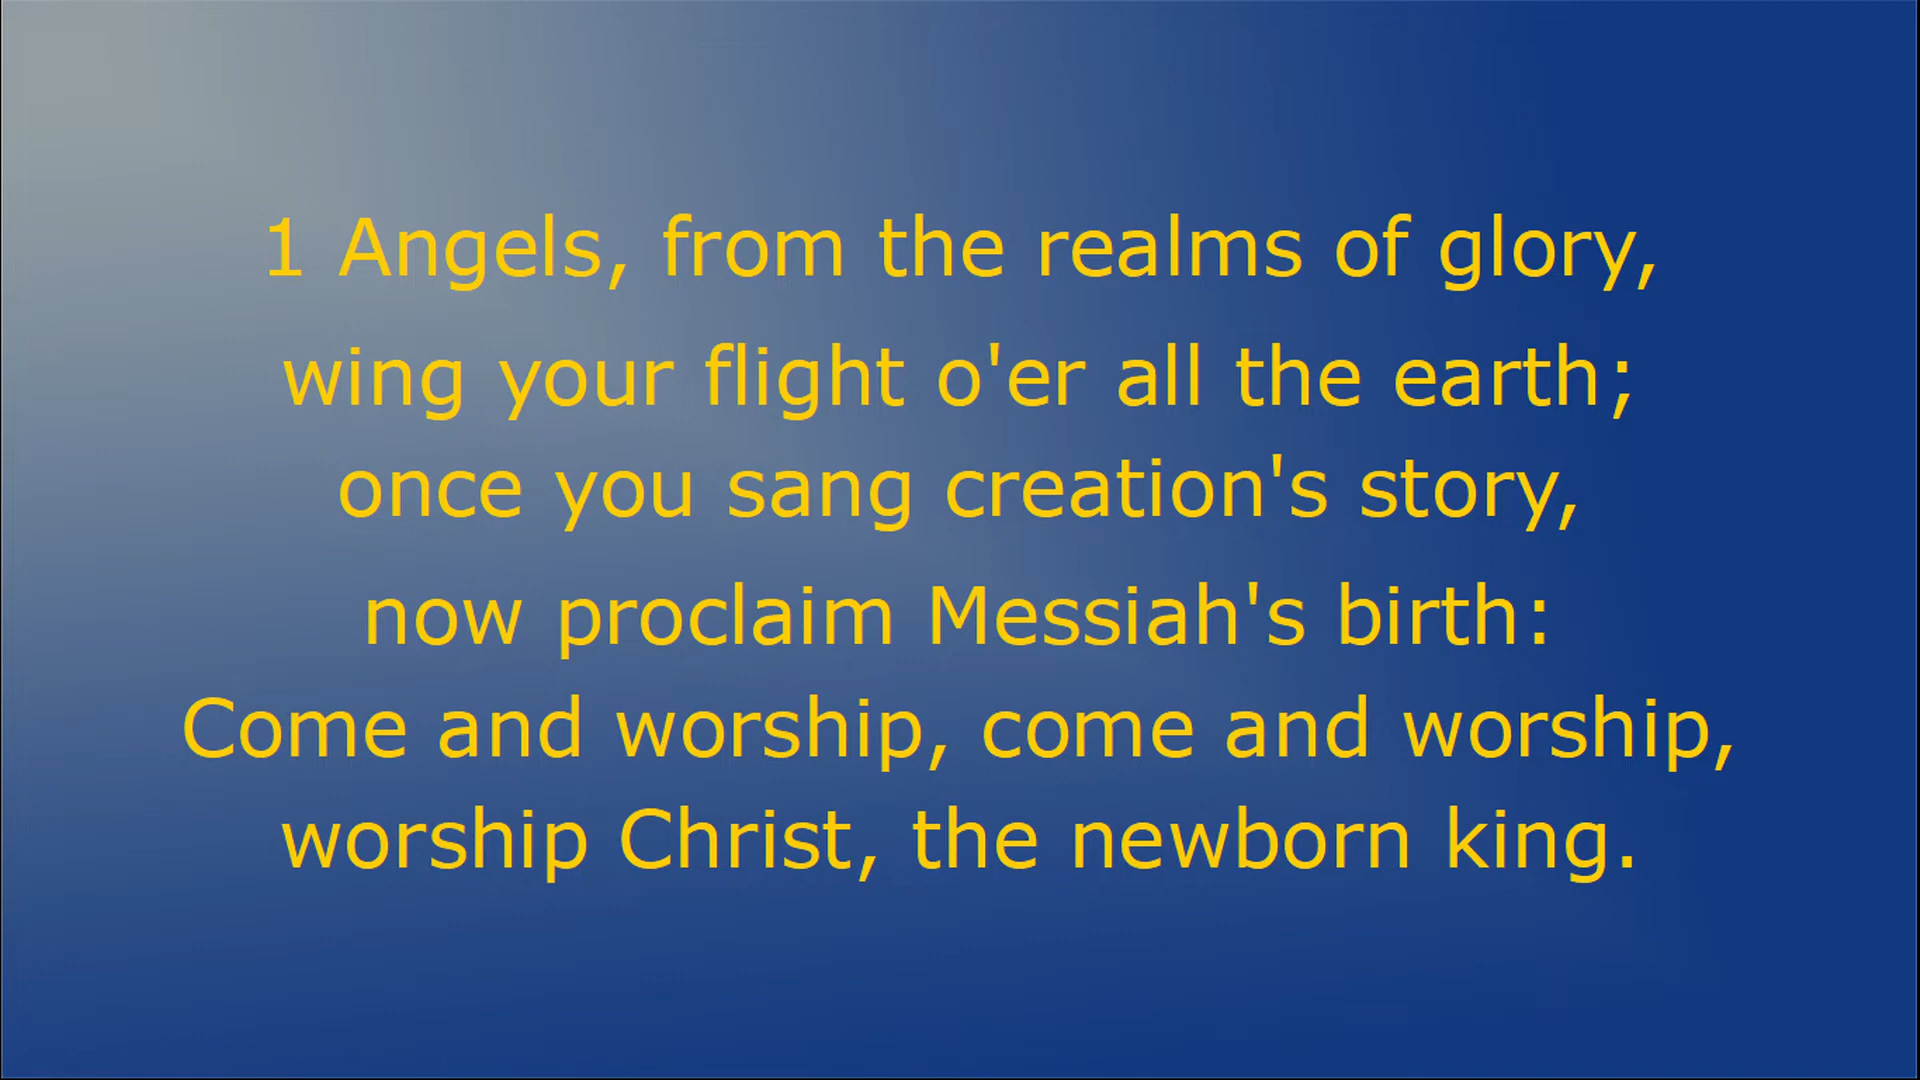 1 Angels, from the realms of glory,
wing your flight o'er all the earth;
once you sang creation's story,
now proclaim Messiah's birth:
Come and worship, come and worship,
worship Christ, the newborn king.